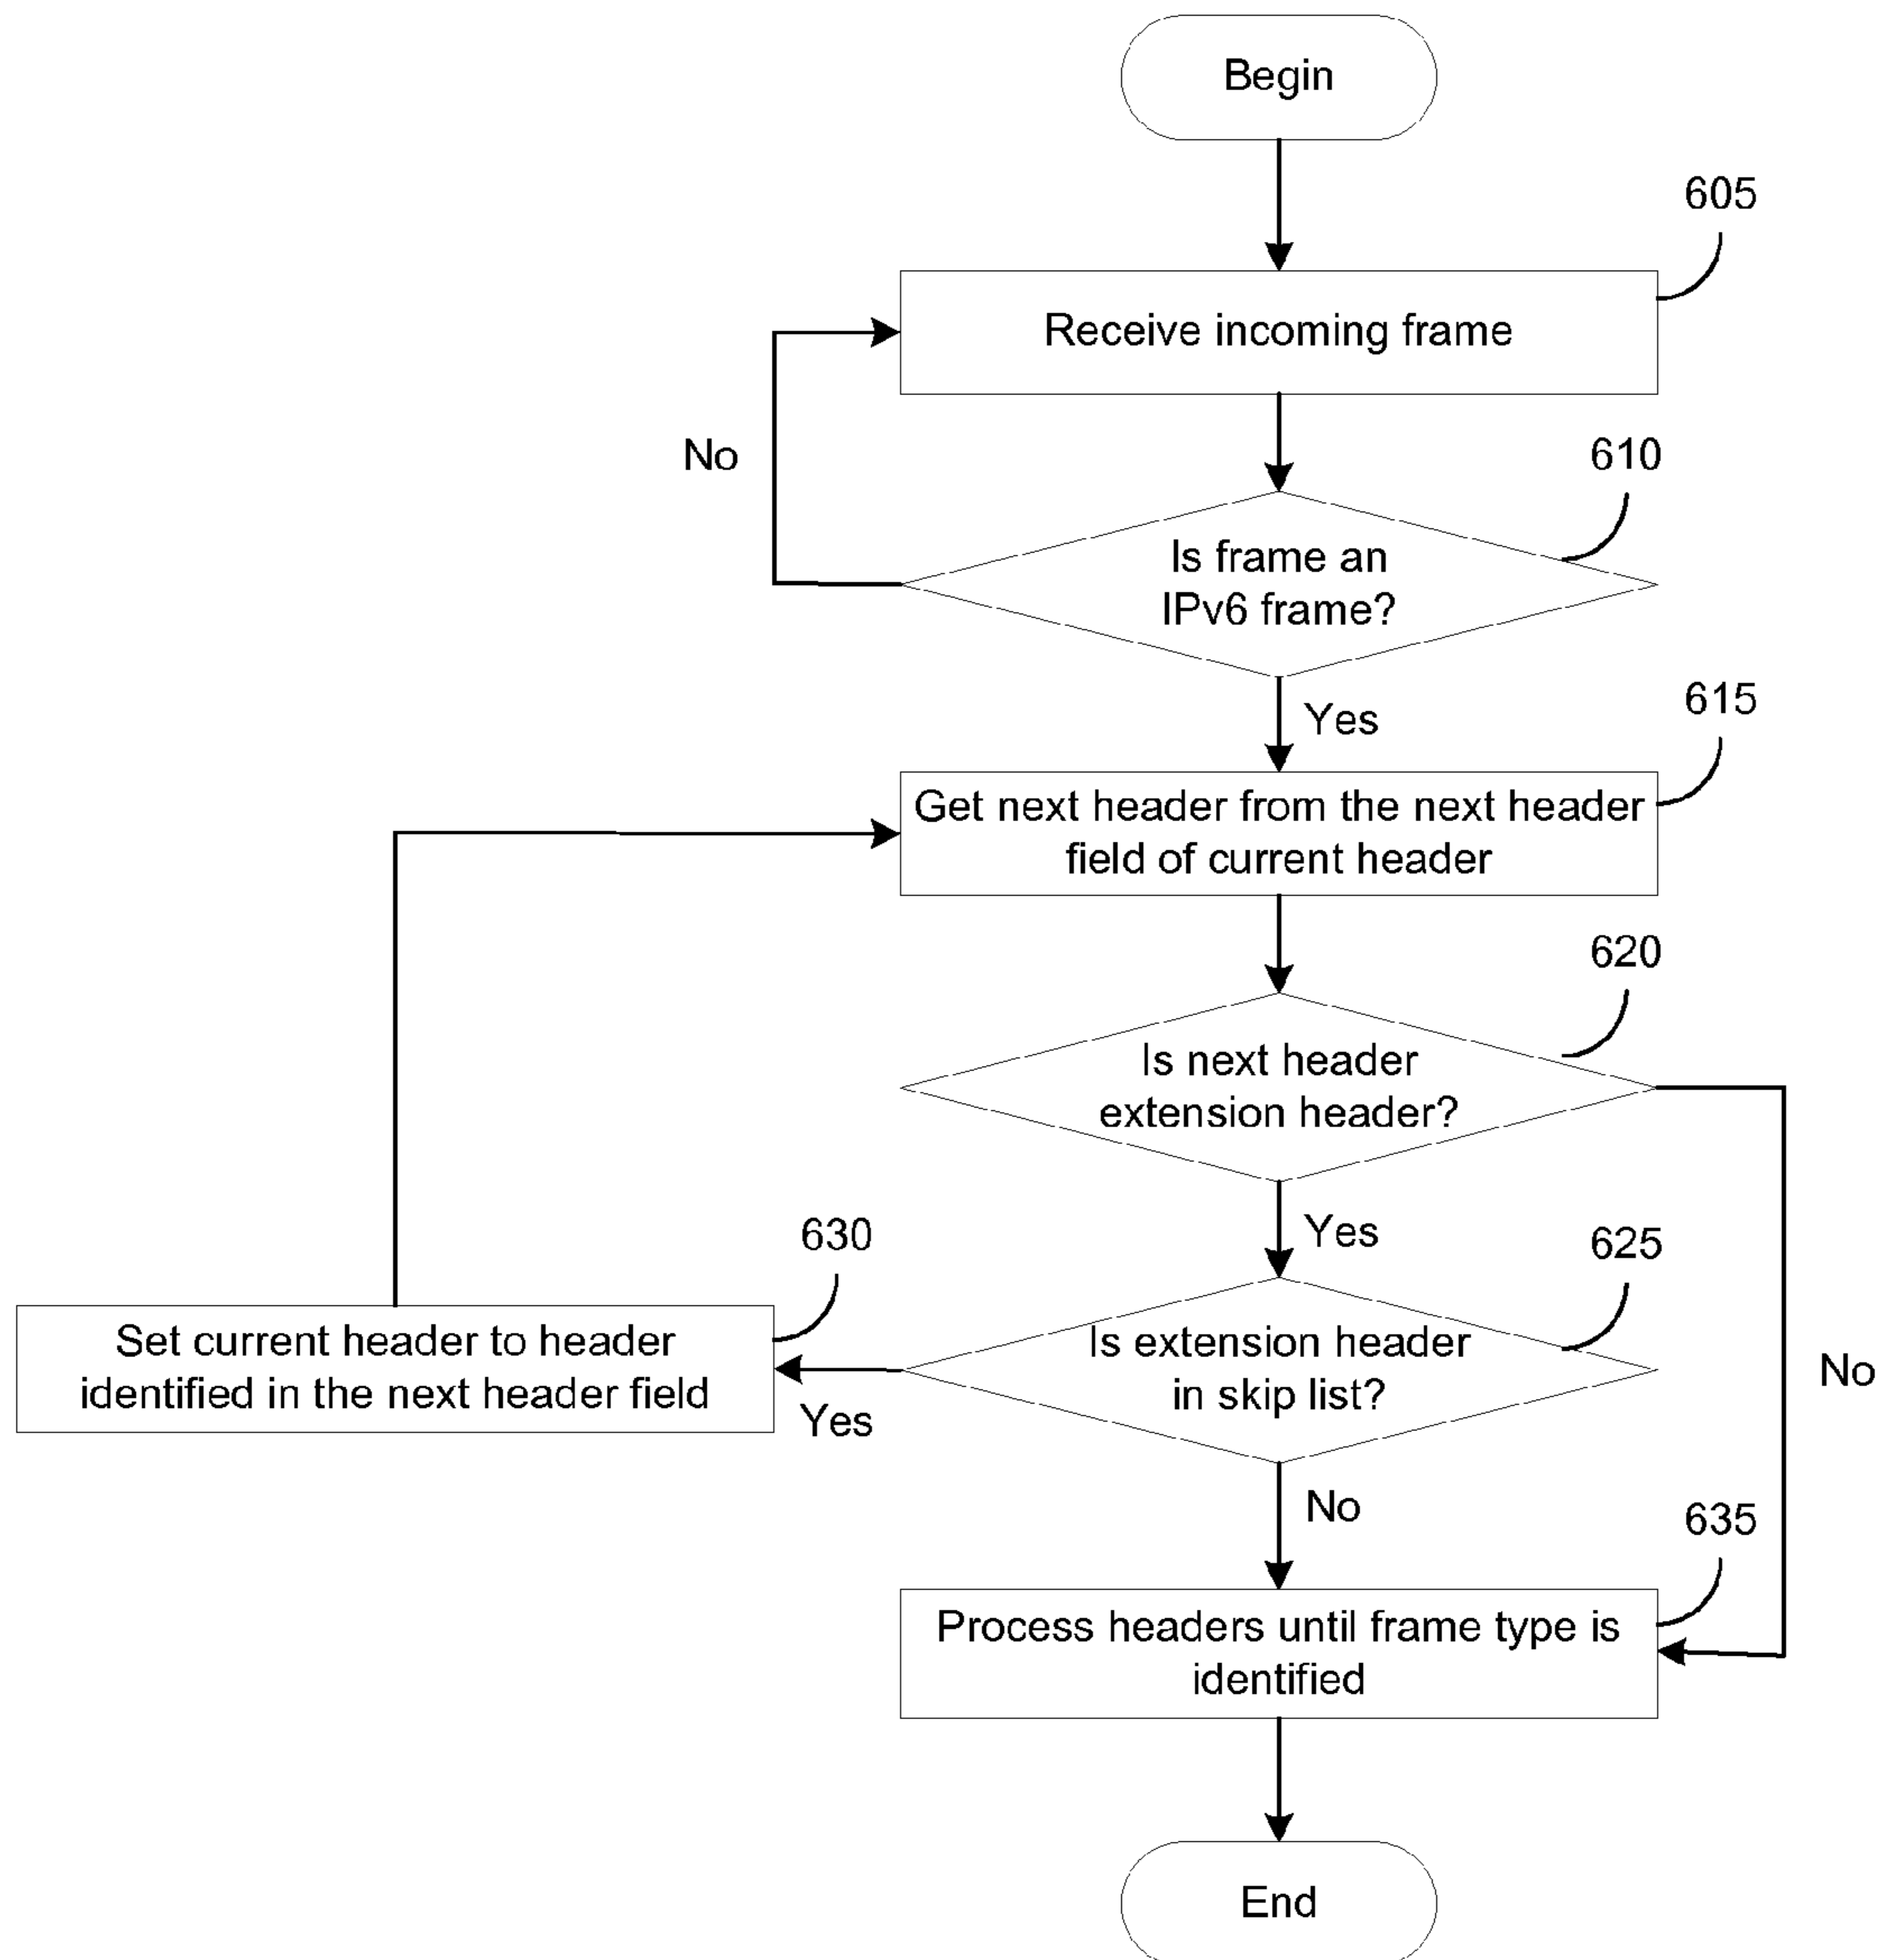 Begin
605
Receive incoming frame
No
610
Is frame an
IPv6 frame?
Yes
615
Get next header from the next header
field of current header
620
Is next header
extension header?
Yes
No
630
625
Set current header to header
identified in the next header field
Yes
Is extension header
in skip list?
No
635
Process headers until frame type is
identified
End